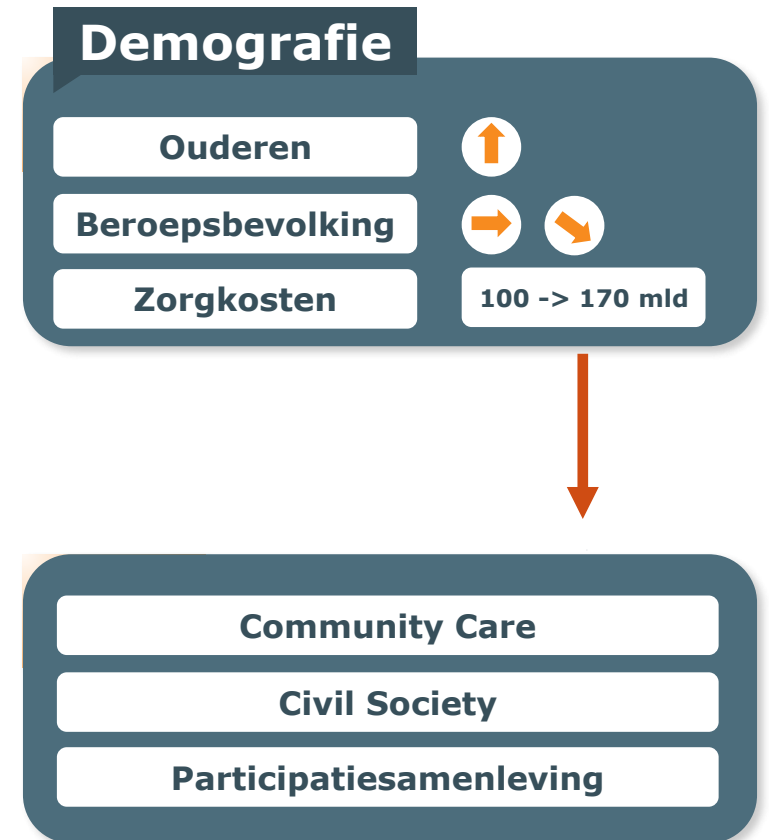 Demografie
Ouderen
Beroepsbevolking
Zorgkosten
100 -> 170 mld
Community Care
Civil Society
Participatiesamenleving